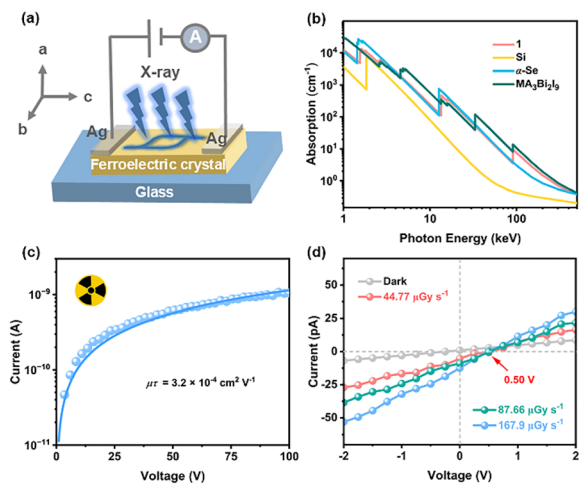 (a)
A
X-ray
a
c
b
Ag
Ag
Ferroelectric crystal
Glass
(b)
Absorption (cm⁻¹)
10⁴
10³
10²
10¹
10⁰
1
Si
α-Se
MA₃Bi₂I₉
1
10
100
Photon Energy (keV)
(c)
Current (A)
10⁻⁹
10⁻¹⁰
10⁻¹¹
μτ = 3.2 × 10⁻⁴ cm² V⁻¹
0
25
50
75
100
Voltage (V)
(d)
Current (pA)
50
25
0
-25
-50
Dark
44.77 μGy s⁻¹
0.50 V
87.66 μGy s⁻¹
167.9 μGy s⁻¹
-2
-1
0
1
2
Voltage (V)